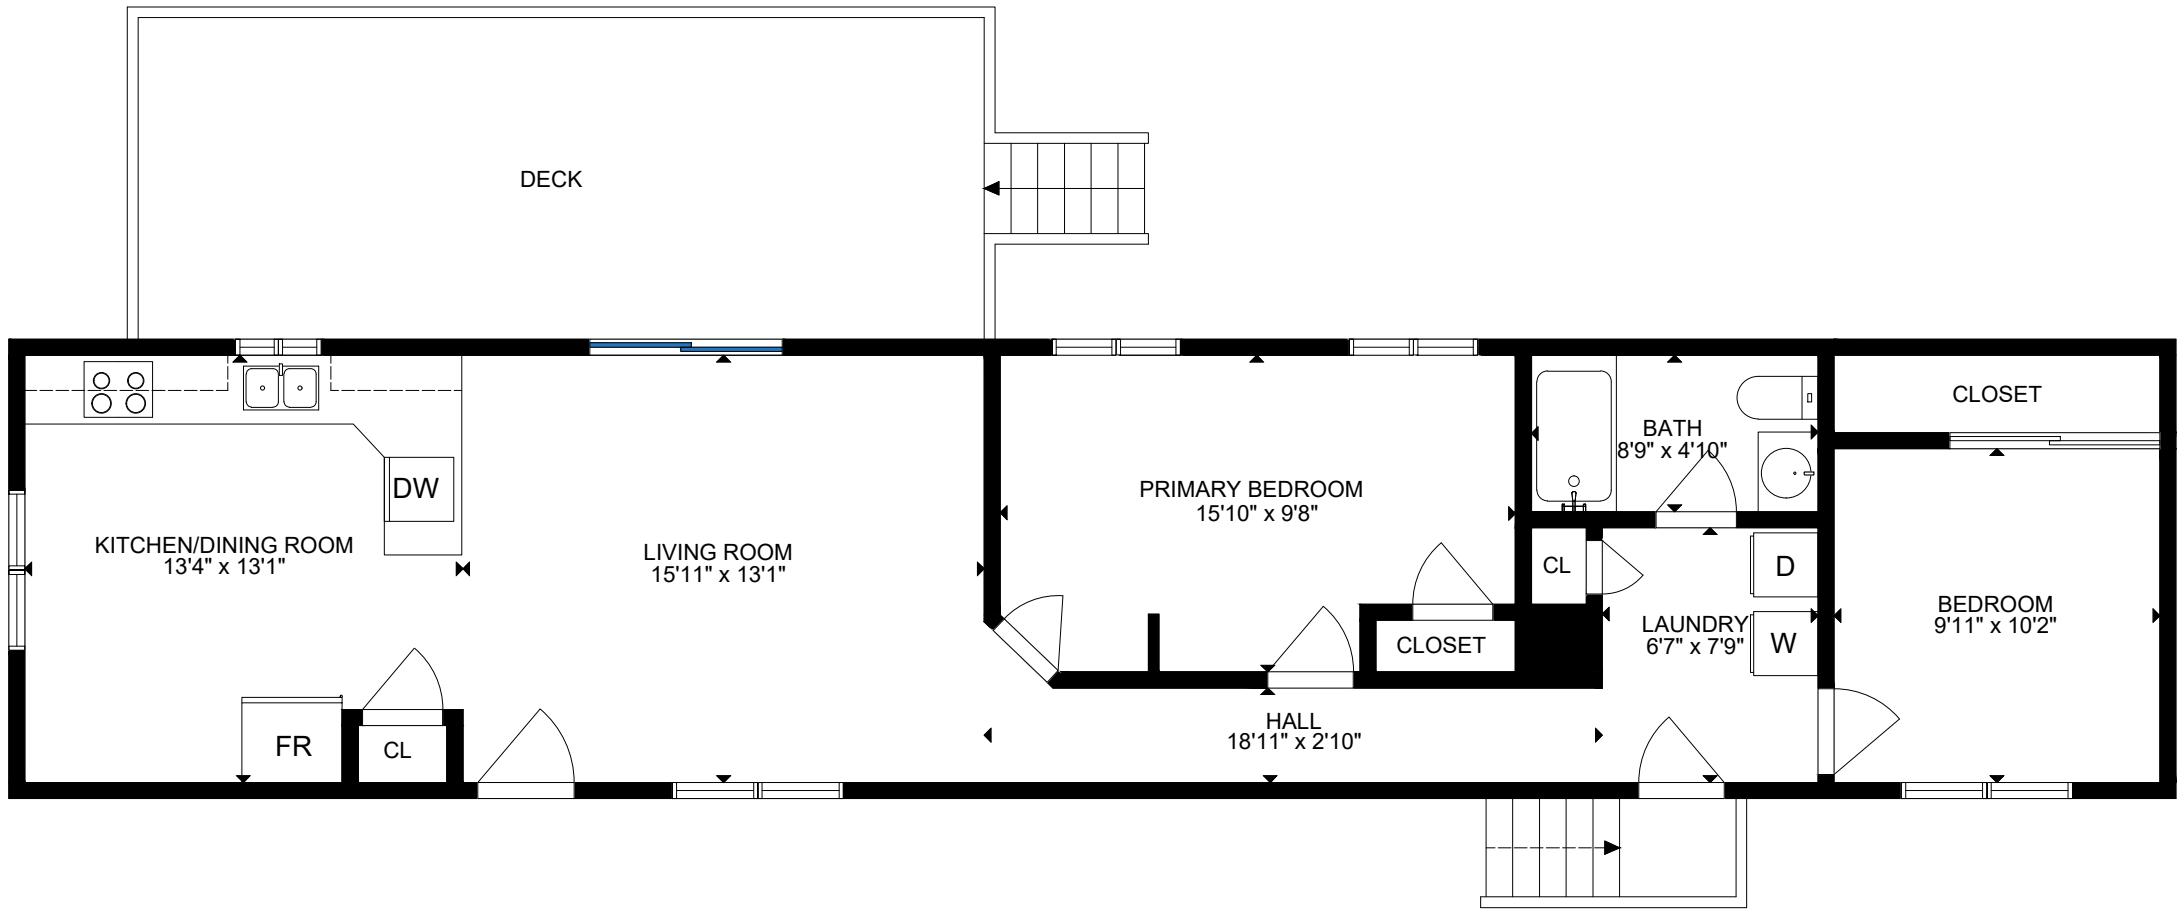 DECK
CLOSET
BATH
8'9" x 4'10"
DW
PRIMARY BEDROOM
15'10" x 9'8"
KITCHEN/DINING ROOM
13'4" x 13'1"
LIVING ROOM
15'11" x 13'1"
CL
D
BEDROOM
9'11" x 10'2"
LAUNDRY
6'7" x 7'9"
W
CLOSET
HALL
18'11" x 2'10"
FR
CL